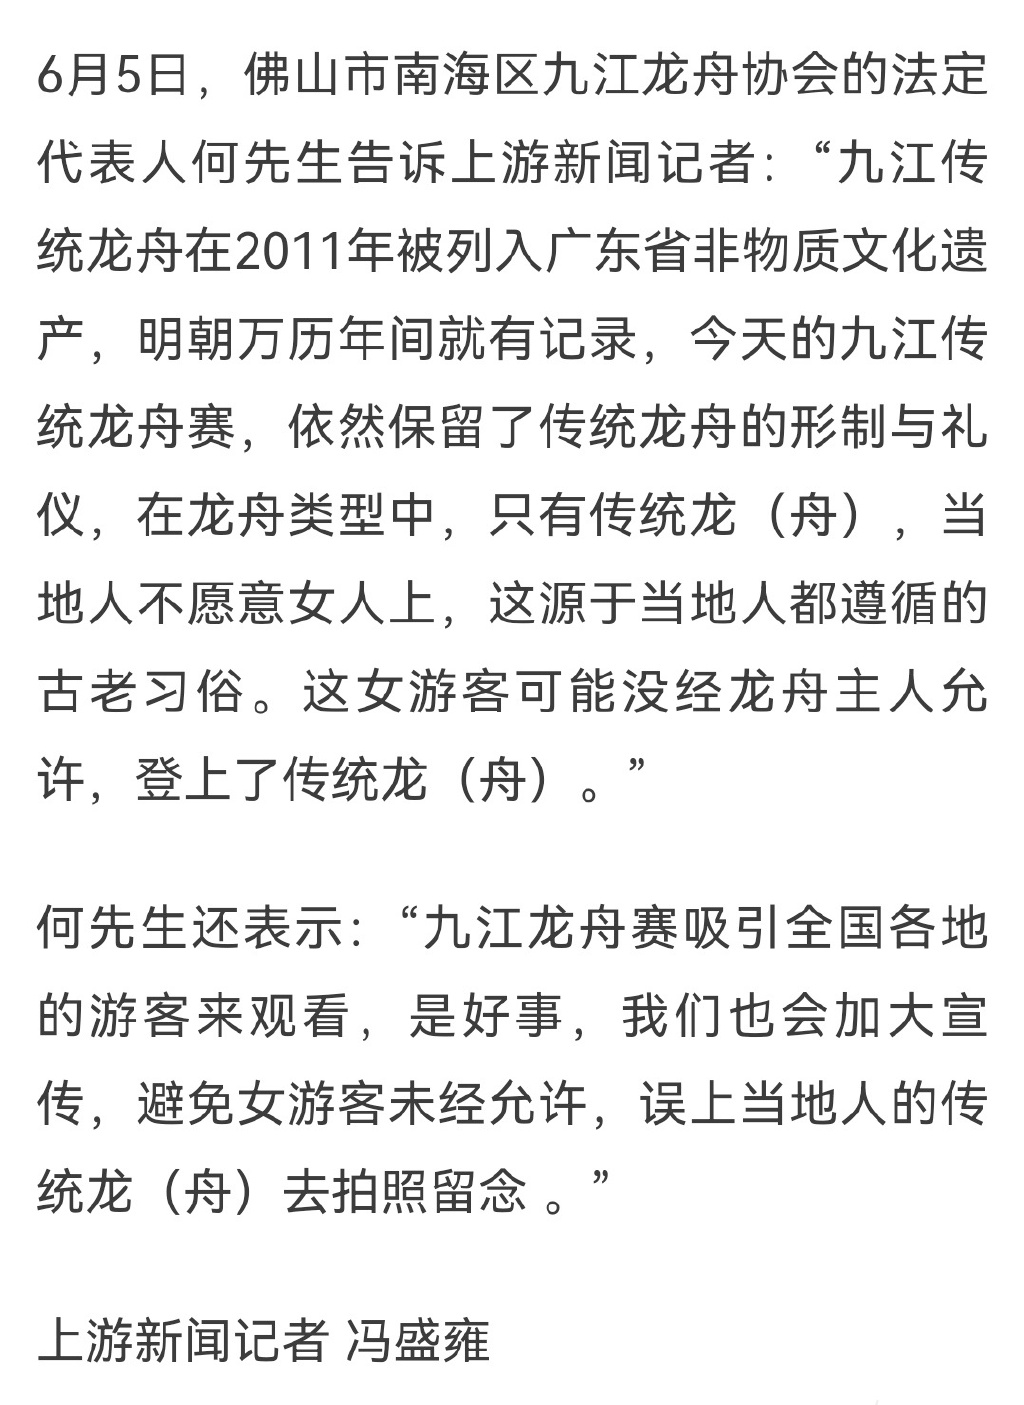 6月5日，佛山市南海区九江龙舟协会的法定
代表人何先生告诉上游新闻记者：“九江传
统龙舟在2011年被列入广东省非物质文化遗
产，明朝万历年间就有记录，今天的九江传
统龙舟赛，依然保留了传统龙舟的形制与礼
仪，在龙舟类型中，只有传统龙（舟），当
地人不愿意女人上，这源于当地人都遵循的
古老习俗。这女游客可能没经龙舟主人允
许，登上了传统龙（舟）。”
何先生还表示：“九江龙舟赛吸引全国各地
的游客来观看，是好事，我们也会加大宣
传，避免女游客未经允许，误上当地人的传
统龙（舟）去拍照留念 。”
上游新闻记者 冯盛雍